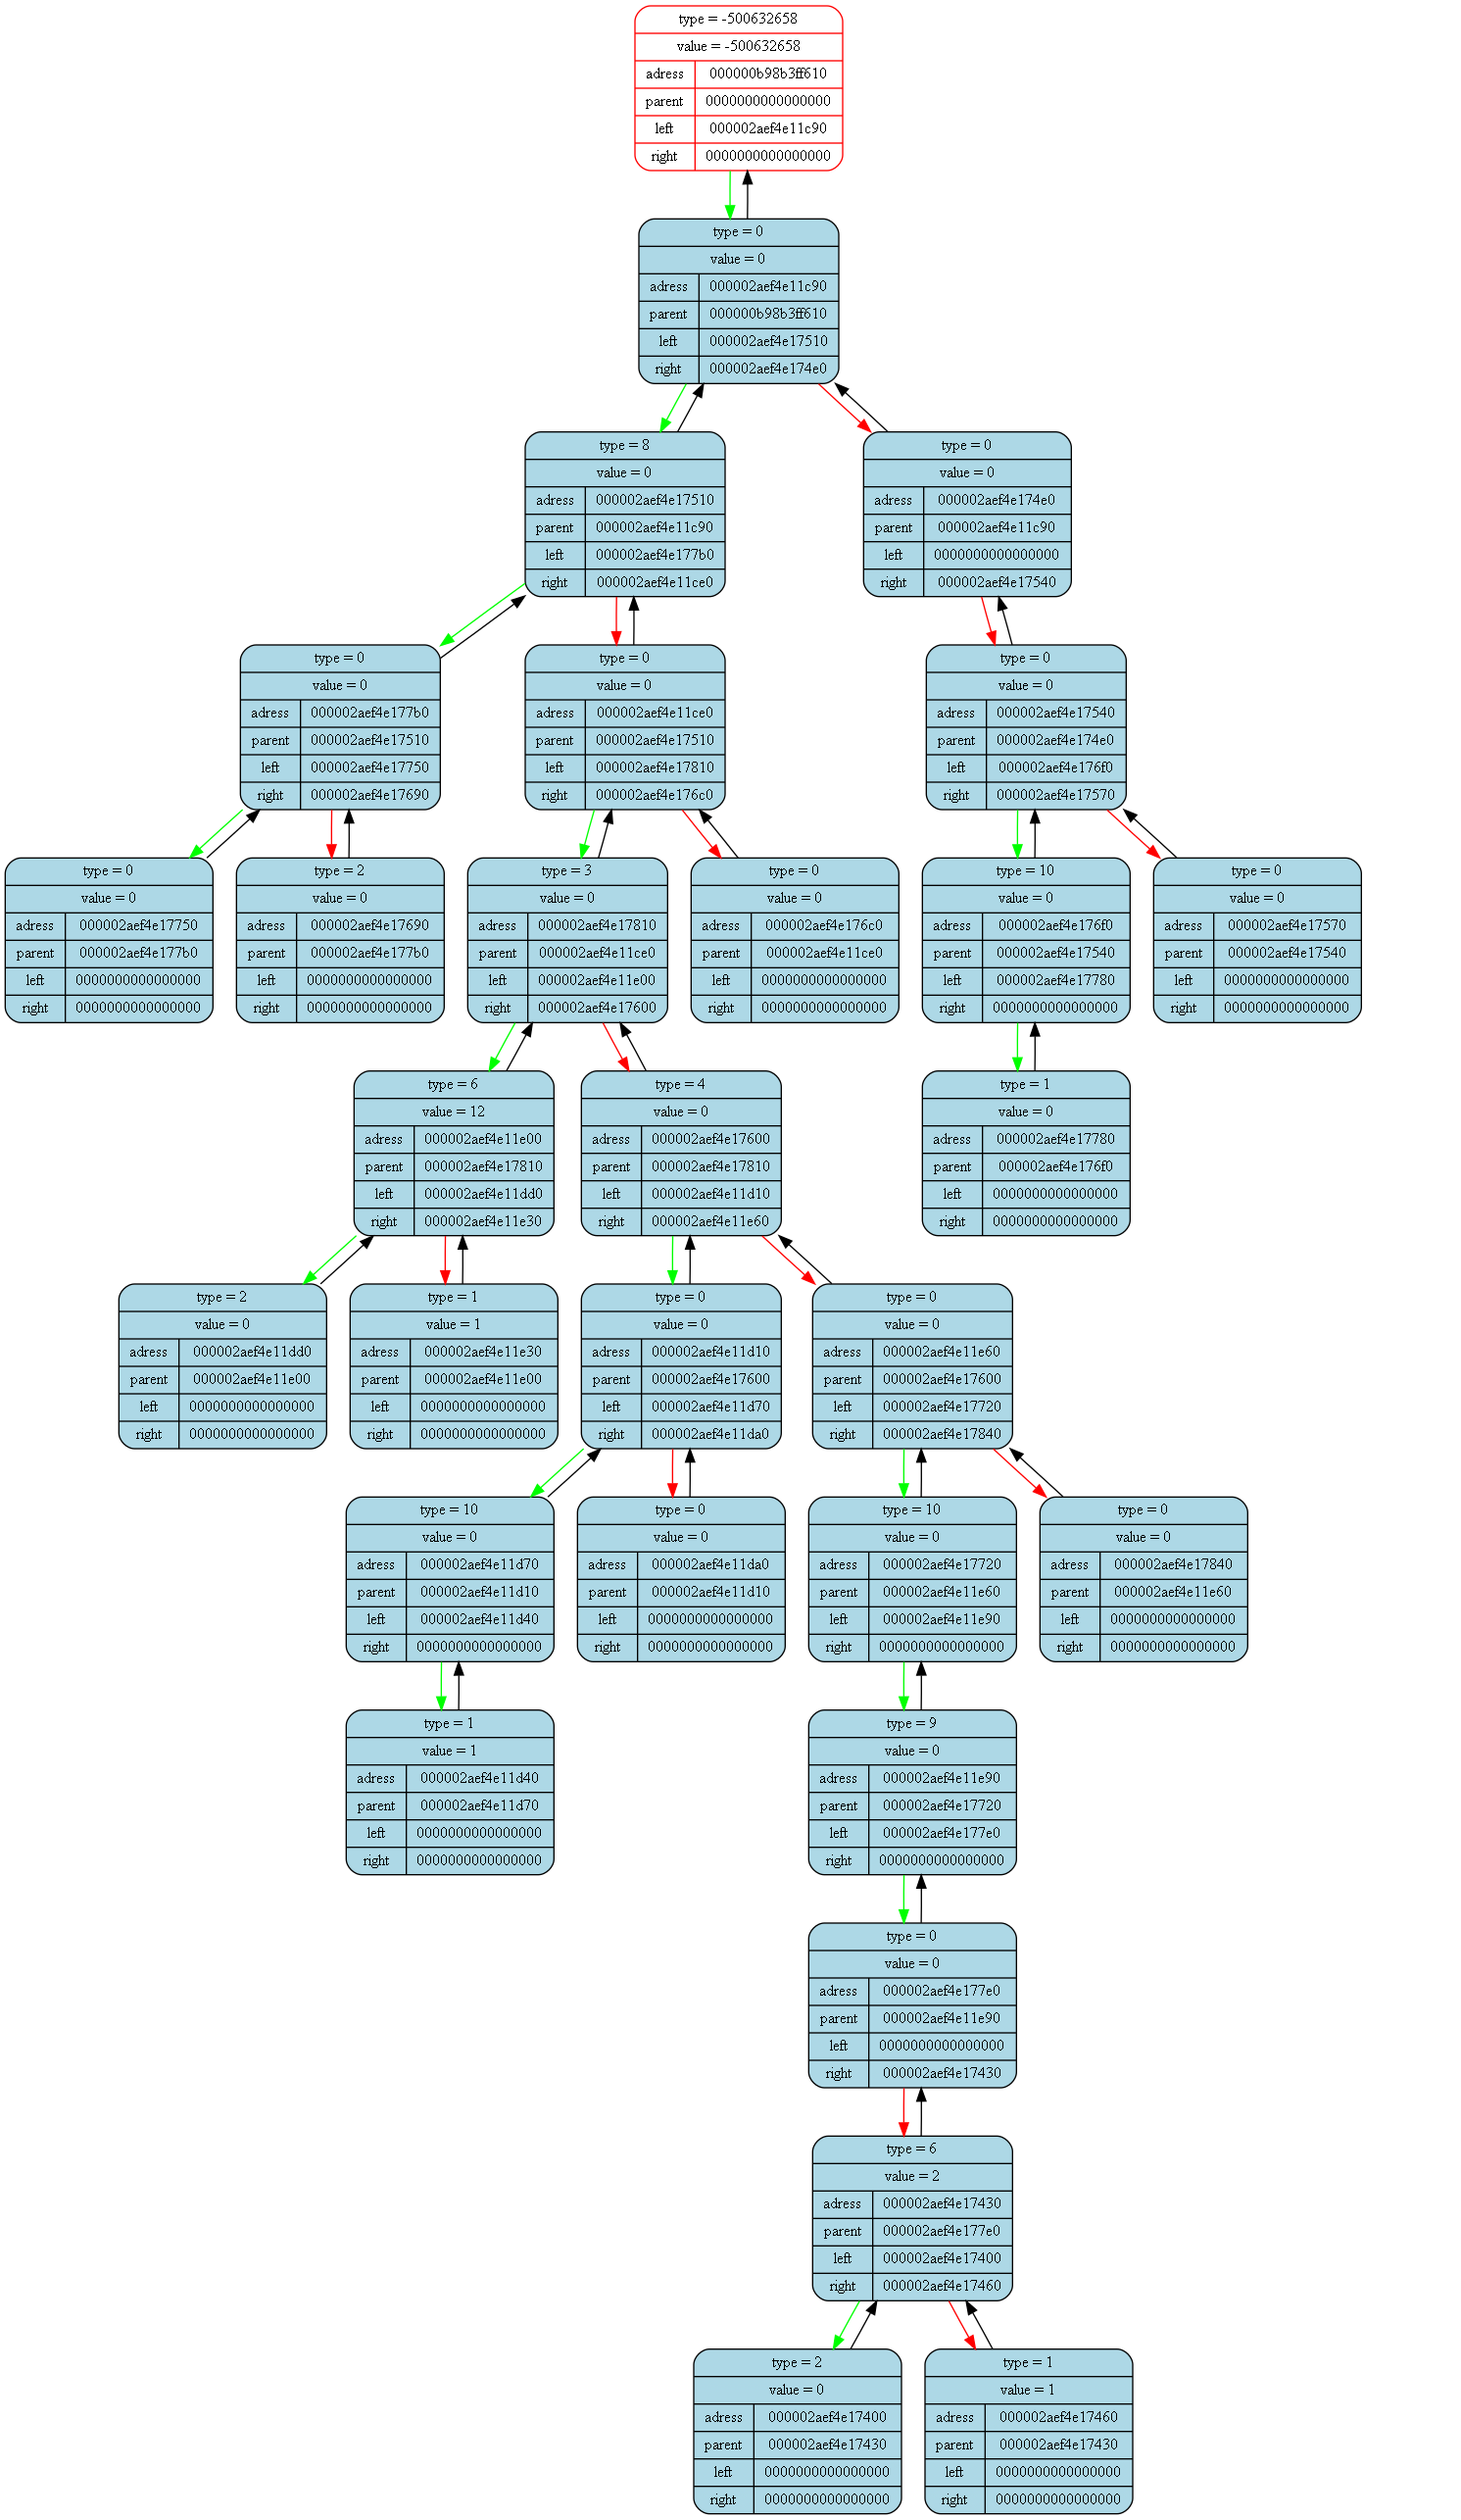 type = -500632658
value = -500632658
adress 000000b98b3ff610
parent 0000000000000000
left 000002aef4e11c90
right 0000000000000000
type = 0
value = 0
adress 000002aef4e11c90
parent 000000b98b3ff610
left 000002aef4e17510
right 000002aef4e174e0
type = 8
value = 0
adress 000002aef4e17510
parent 000002aef4e11c90
left 000002aef4e177b0
right 000002aef4e11ce0
type = 0
value = 0
adress 000002aef4e174e0
parent 000002aef4e11c90
left 0000000000000000
right 000002aef4e17540
type = 0
value = 0
adress 000002aef4e177b0
parent 000002aef4e17510
left 000002aef4e17750
right 000002aef4e17690
type = 0
value = 0
adress 000002aef4e11ce0
parent 000002aef4e17510
left 000002aef4e17810
right 000002aef4e176c0
type = 0
value = 0
adress 000002aef4e17540
parent 000002aef4e174e0
left 000002aef4e176f0
right 000002aef4e17570
type = 0
value = 0
adress 000002aef4e17750
parent 000002aef4e177b0
left 0000000000000000
right 0000000000000000
type = 2
value = 0
adress 000002aef4e17690
parent 000002aef4e177b0
left 0000000000000000
right 0000000000000000
type = 3
value = 0
adress 000002aef4e17810
parent 000002aef4e11ce0
left 000002aef4e11e00
right 000002aef4e17600
type = 0
value = 0
adress 000002aef4e176c0
parent 000002aef4e11ce0
left 0000000000000000
right 0000000000000000
type = 10
value = 0
adress 000002aef4e176f0
parent 000002aef4e17540
left 000002aef4e17780
right 0000000000000000
type = 0
value = 0
adress 000002aef4e17570
parent 000002aef4e17540
left 0000000000000000
right 0000000000000000
type = 6
value = 12
adress 000002aef4e11e00
parent 000002aef4e17810
left 000002aef4e11dd0
right 000002aef4e11e30
type = 4
value = 0
adress 000002aef4e17600
parent 000002aef4e17810
left 000002aef4e11d10
right 000002aef4e11e60
type = 1
value = 0
adress 000002aef4e17780
parent 000002aef4e176f0
left 0000000000000000
right 0000000000000000
type = 2
value = 0
adress 000002aef4e11dd0
parent 000002aef4e11e00
left 0000000000000000
right 0000000000000000
type = 1
value = 1
adress 000002aef4e11e30
parent 000002aef4e11e00
left 0000000000000000
right 0000000000000000
type = 0
value = 0
adress 000002aef4e11d10
parent 000002aef4e17600
left 000002aef4e11d70
right 000002aef4e11da0
type = 0
value = 0
adress 000002aef4e11e60
parent 000002aef4e17600
left 000002aef4e17720
right 000002aef4e17840
type = 10
value = 0
adress 000002aef4e11d70
parent 000002aef4e11d10
left 000002aef4e11d40
right 0000000000000000
type = 0
value = 0
adress 000002aef4e11da0
parent 000002aef4e11d10
left 0000000000000000
right 0000000000000000
type = 10
value = 0
adress 000002aef4e17720
parent 000002aef4e11e60
left 000002aef4e11e90
right 0000000000000000
type = 0
value = 0
adress 000002aef4e17840
parent 000002aef4e11e60
left 0000000000000000
right 0000000000000000
type = 1
value = 1
adress 000002aef4e11d40
parent 000002aef4e11d70
left 0000000000000000
right 0000000000000000
type = 9
value = 0
adress 000002aef4e11e90
parent 000002aef4e17720
left 000002aef4e177e0
right 0000000000000000
type = 0
value = 0
adress 000002aef4e177e0
parent 000002aef4e11e90
left 0000000000000000
right 000002aef4e17430
type = 6
value = 2
adress 000002aef4e17430
parent 000002aef4e177e0
left 000002aef4e17400
right 000002aef4e17460
type = 2
value = 0
adress 000002aef4e17400
parent 000002aef4e17430
left 0000000000000000
right 0000000000000000
type = 1
value = 1
adress 000002aef4e17460
parent 000002aef4e17430
left 0000000000000000
right 0000000000000000